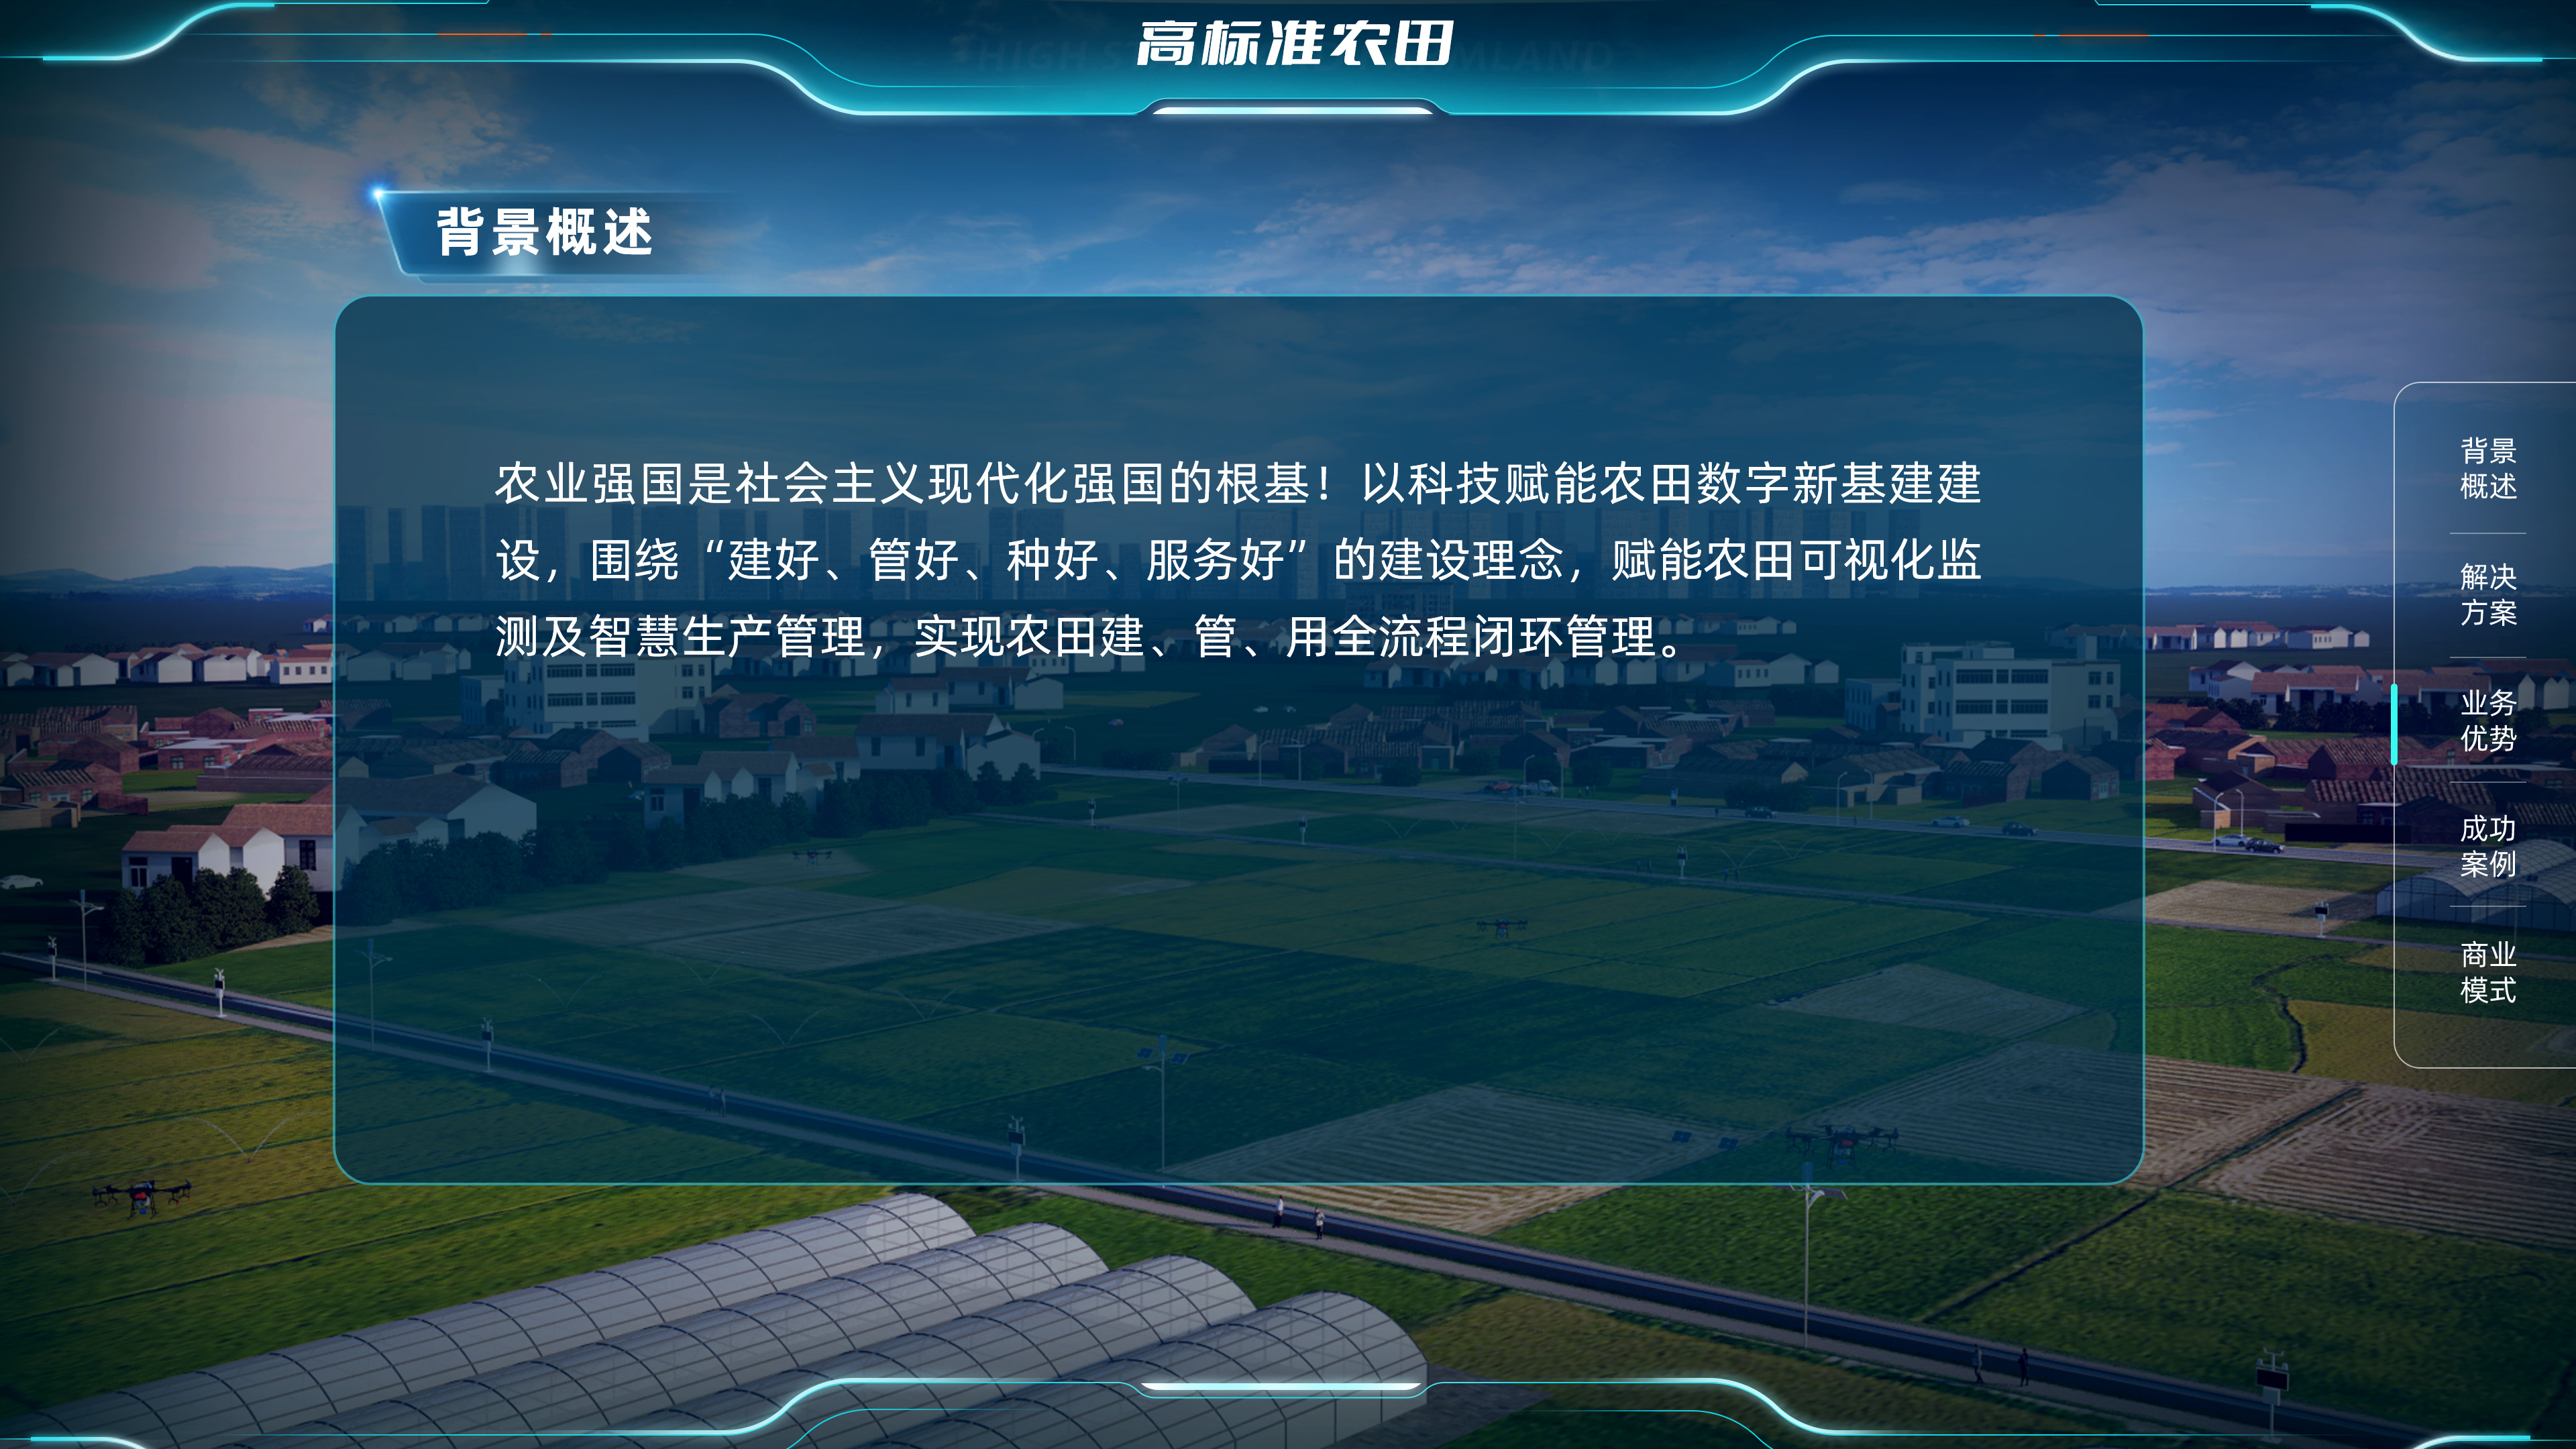 高标准农田
背景概述
农业强国是社会主义现代化强国的根基！以科技赋能农田数字新基建建
设，围绕“建好、管好、种好、服务好”的建设理念，赋能农田可视化监
测及智慧生产管理，实现农田建、管、用全流程闭环管理。
背景
概述
解决
方案
业务
优势
成功
案例
商业
模式